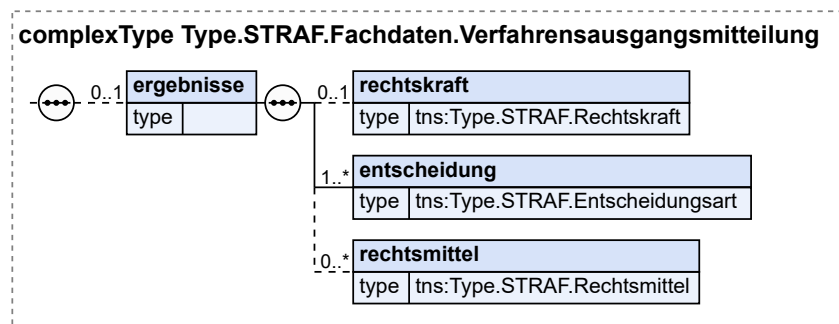 complexType Type.STRAF.Fachdaten.Verfahrensausgangsmitteilung
0..1 ergebnisse
type
0..1 rechtskraft
type tns:Type.STRAF.Rechtskraft
1..* entscheidung
type tns:Type.STRAF.Entscheidungsart
0..* rechtsmittel
type tns:Type.STRAF.Rechtsmittel